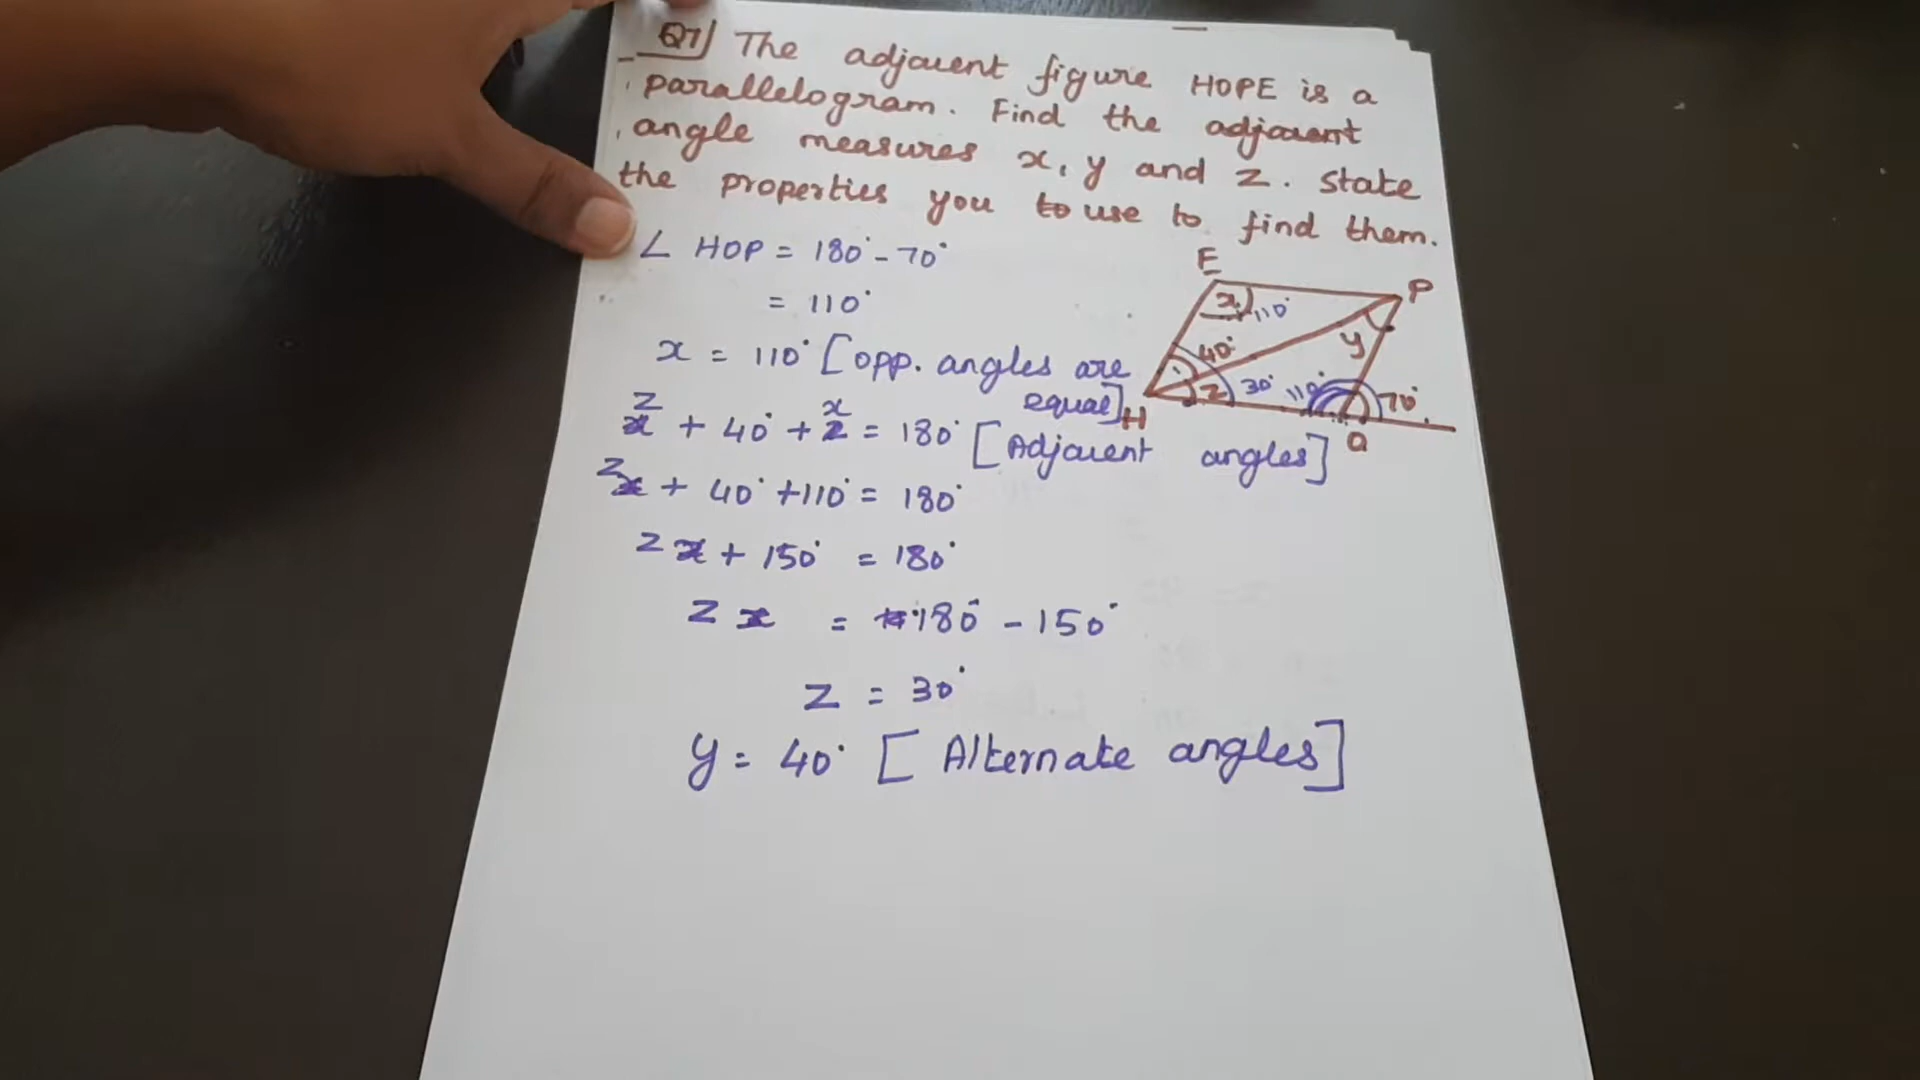 Q7 The adjacent figure HOPE is a
parallelogram. Find the adjacent
angle measures x, y and z. State
the properties you to use to find them.
∠ HOP = 180° - 70°
= 110°
x = 110° [opp. angles are
equal]
z x
x + 40° + z = 180° [Adjacent angles]
z x + 40° + 110° = 180°
z x + 150° = 180°
z x = 180° - 150°
z = 30°
y = 40° [Alternate angles]
E
P
x 110°
40°
y
z 30° 110° 70°
H
O